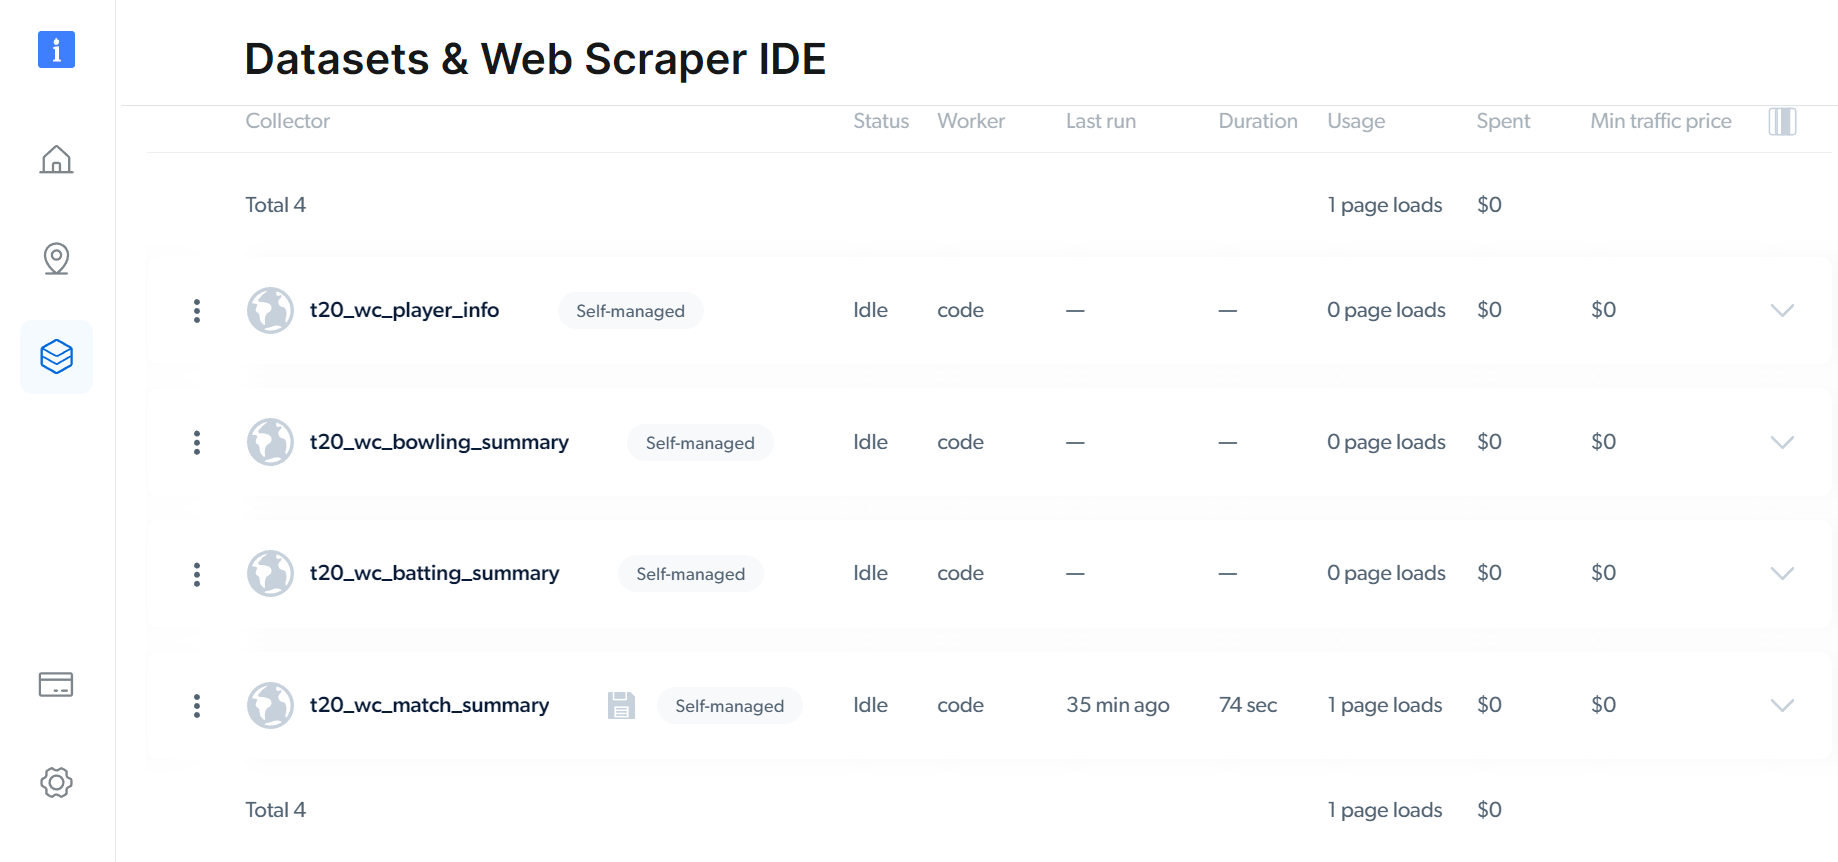 i
Datasets & Web Scraper IDE
Collector Status Worker Last run Duration Usage Spent Min traffic price
Total 4 1 page loads $0
t20_wc_player_info Self-managed Idle code — — 0 page loads $0 $0
t20_wc_bowling_summary Self-managed Idle code — — 0 page loads $0 $0
t20_wc_batting_summary Self-managed Idle code — — 0 page loads $0 $0
t20_wc_match_summary Self-managed Idle code 35 min ago 74 sec 1 page loads $0 $0
Total 4 1 page loads $0